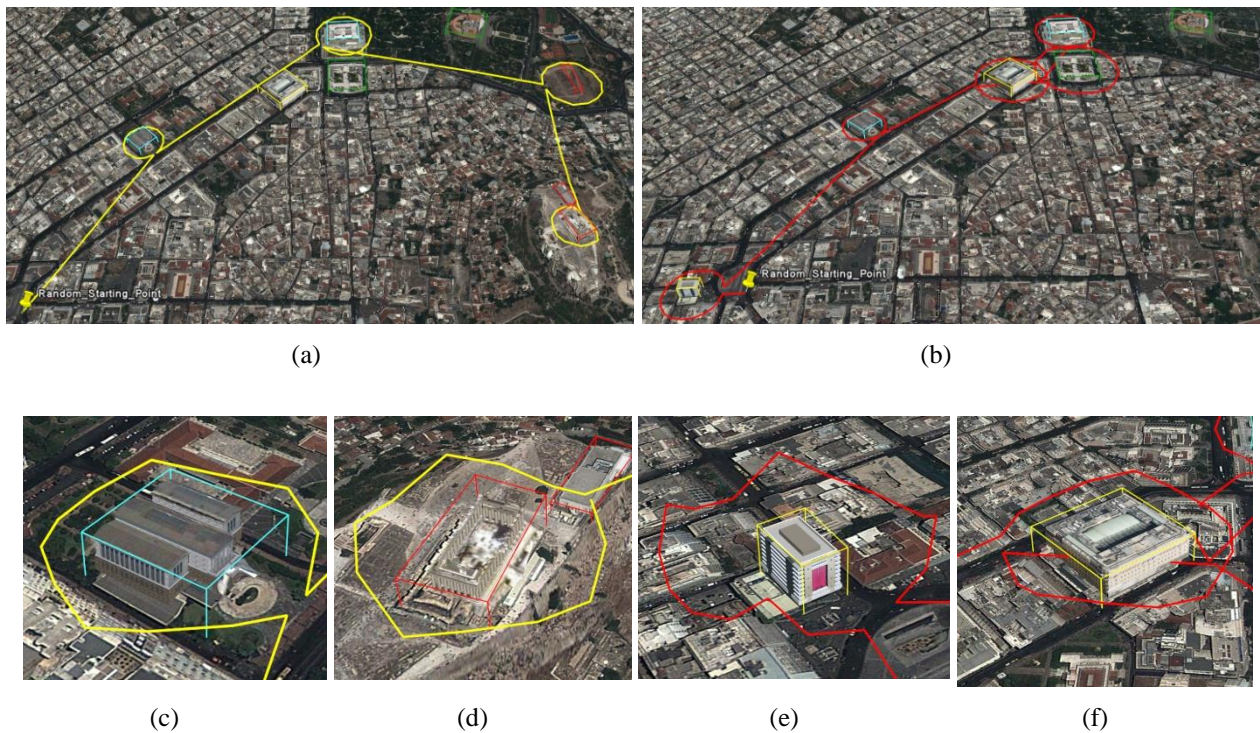 Random_Starting_Point
Random_Starting_Point
(a)
(b)
(c)
(d)
(e)
(f)